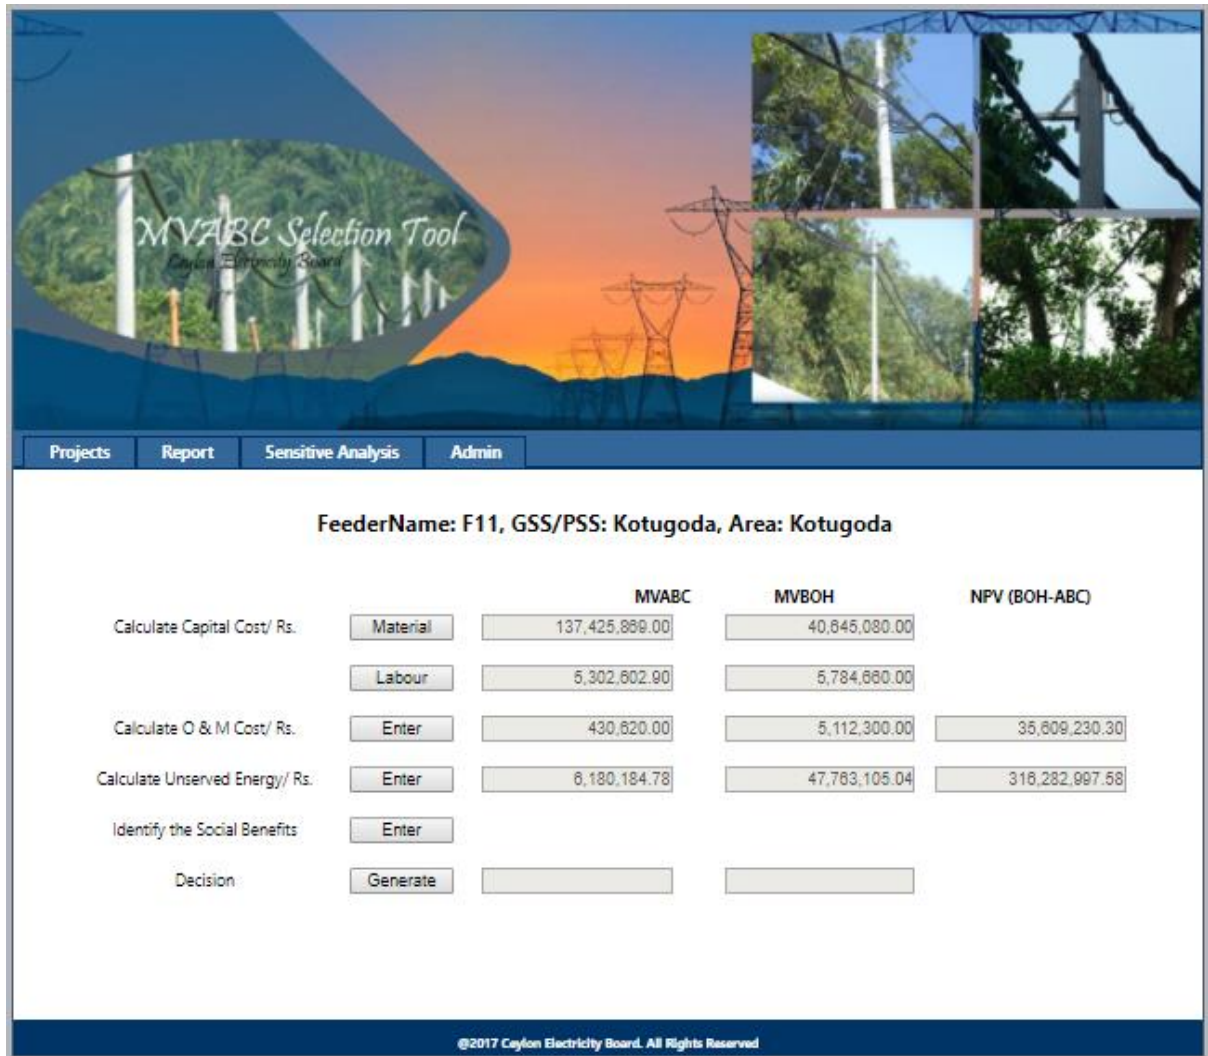 MVABC Selection Tool
Ceylon Electricity Board
Projects Report Sensitive Analysis Admin
FeederName: F11, GSS/PSS: Kotugoda, Area: Kotugoda
MVABC MVBOH NPV (BOH-ABC)
Calculate Capital Cost/ Rs. Material 137,425,869.00 40,645,080.00
Labour 5,302,602.90 5,784,660.00
Calculate O & M Cost/ Rs. Enter 430,620.00 5,112,300.00 35,609,230.30
Calculate Unserved Energy/ Rs. Enter 6,180,184.78 47,763,105.04 316,282,997.58
Identify the Social Benefits Enter
Decision Generate
@2017 Ceylon Electricity Board. All Rights Reserved